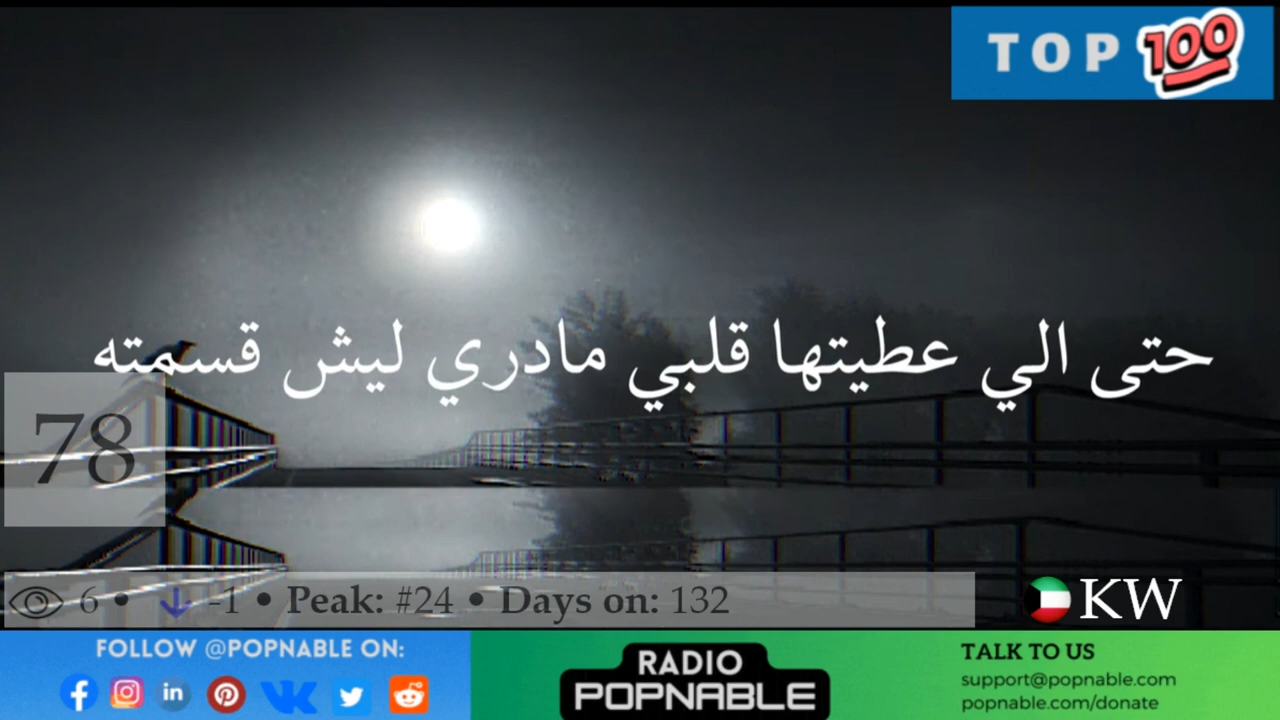 TOP 100
حتى الي عطيتها قلبي مادري ليش قسمته
78
6 • -1 • Peak: #24 • Days on: 132
KW
FOLLOW @POPNABLE ON:
RADIO
POPNABLE
TALK TO US
support@popnable.com
popnable.com/donate